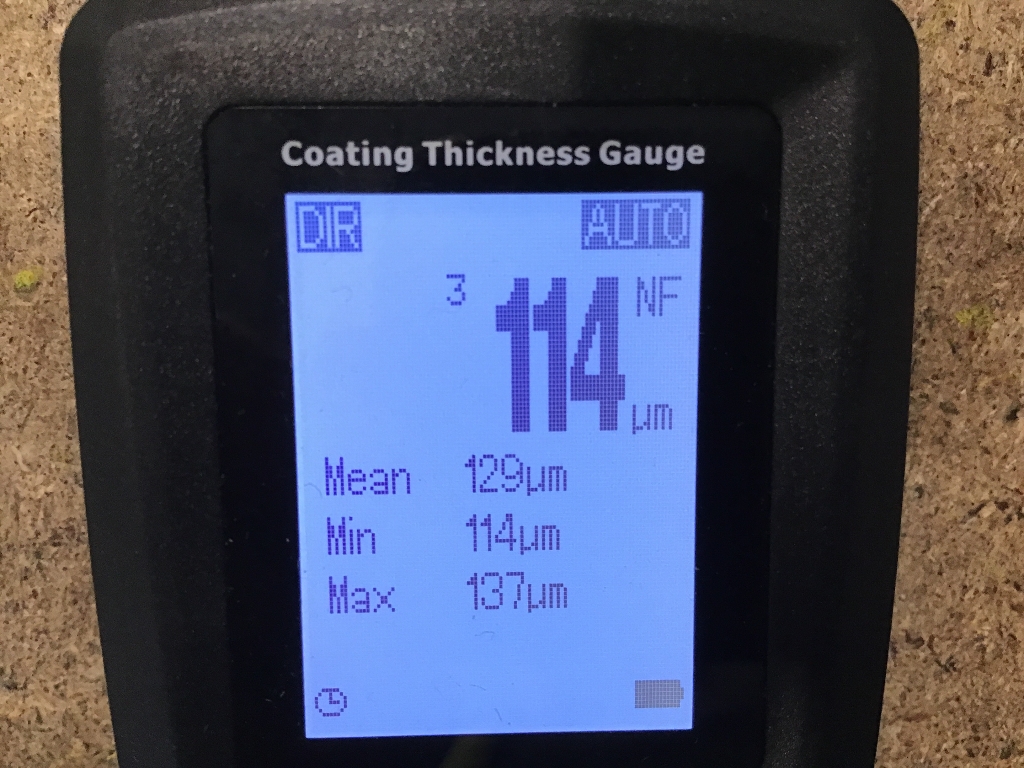 Coating Thickness Gauge
DIR AUTO
3 114 NF
µm
Mean 129µm
Min 114µm
Max 137µm